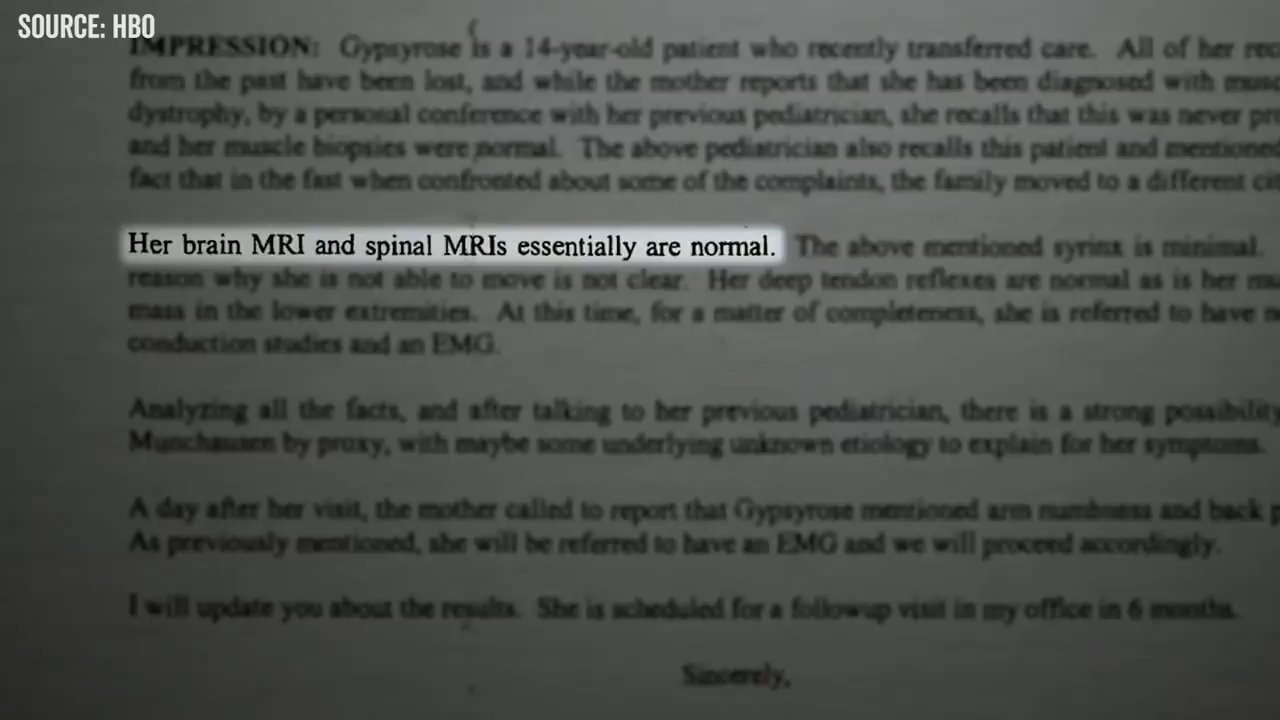 SOURCE: HBO
IMPRESSION: Gypsyrose is a 14-year-old patient who recently transferred care. All of her rec
from the past have been lost, and while the mother reports that she has been diagnosed with musc
dystrophy, by a personal conference with her previous pediatrician, she recalls that this was never pr
and her muscle biopsies were normal. The above pediatrician also recalls this patient and mentioned
fact that in the fast when confronted about some of the complaints, the family moved to a different ci
Her brain MRI and spinal MRIs essentially are normal. The above mentioned syrinx is minimal.
reason why she is not able to move is not clear. Her deep tendon reflexes are normal as is her mu
mass in the lower extremities. At this time, for a matter of completeness, she is referred to have n
conduction studies and an EMG.
Analyzing all the facts, and after talking to her previous pediatrician, there is a strong possibility
Munchausen by proxy, with maybe some underlying unknown etiology to explain for her symptoms.
A day after her visit, the mother called to report that Gypsyrose mentioned arm numbness and back p
As previously mentioned, she will be referred to have an EMG and we will proceed accordingly.
I will update you about the results. She is scheduled for a followup visit in my office in 6 months.
Sincerely,